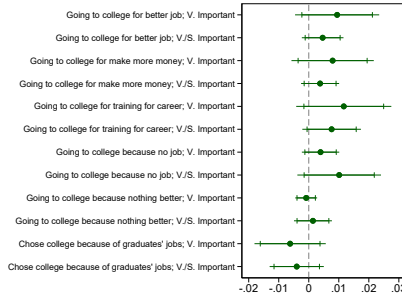 Going to college for better job; V. Important
Going to college for better job; V./S. Important
Going to college for make more money; V. Important
Going to college for make more money; V./S. Important
Going to college for training for career; V. Important
Going to college for training for career; V./S. Important
Going to college because no job; V. Important
Going to college because no job; V./S. Important
Going to college because nothing better; V. Important
Going to college because nothing better; V./S. Important
Chose college because of graduates' jobs; V. Important
Chose college because of graduates' jobs; V./S. Important
-.02 -.01 0 .01 .02 .03